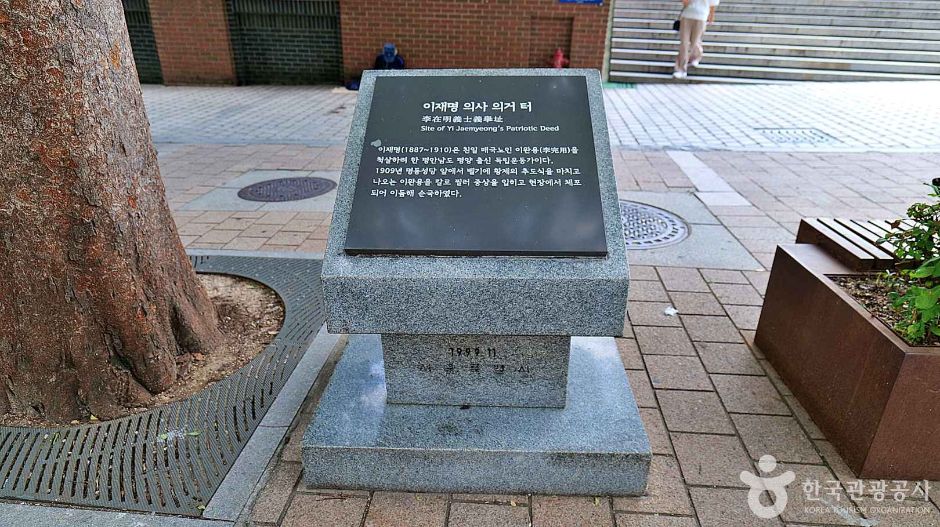 이재명 의사 의거 터
李在明義士義擧址
Site of Yi Jaemyeong's Patriotic Deed
이재명(1887~1910)은 친일 매국노인 이완용(李完用)을
척살하려 한 평안남도 평양 출신 독립운동가이다.
1909년 명동성당 앞에서 벨기에 황제의 추도식을 마치고
나오는 이완용을 칼로 찔러 중상을 입히고 현장에서 체포
되어 이듬해 순국하였다.
1999. 11
서울특별시
한국관광공사
KOREA TOURISM ORGANIZATION